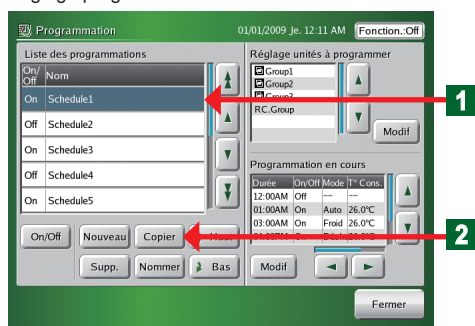 Programmation 01/01/2009 Je. 12:11 AM Fonction.:Off
Liste des programmations
On/Off Nom
On Schedule1
Off Schedule2
On Schedule3
Off Schedule4
On Schedule5
On/Off Nouveau Copier
Supp. Nommer Bas
Réglage unités à programmer
Group1
Group2
Group3
RC.Group
Modif
Programmation en cours
Durée On/Off Mode T° Cons.
12:00AM Off -- --
01:00AM On Auto 26.0°C
03:00AM On Froid 26.0°C
Modif
Fermer
1
2